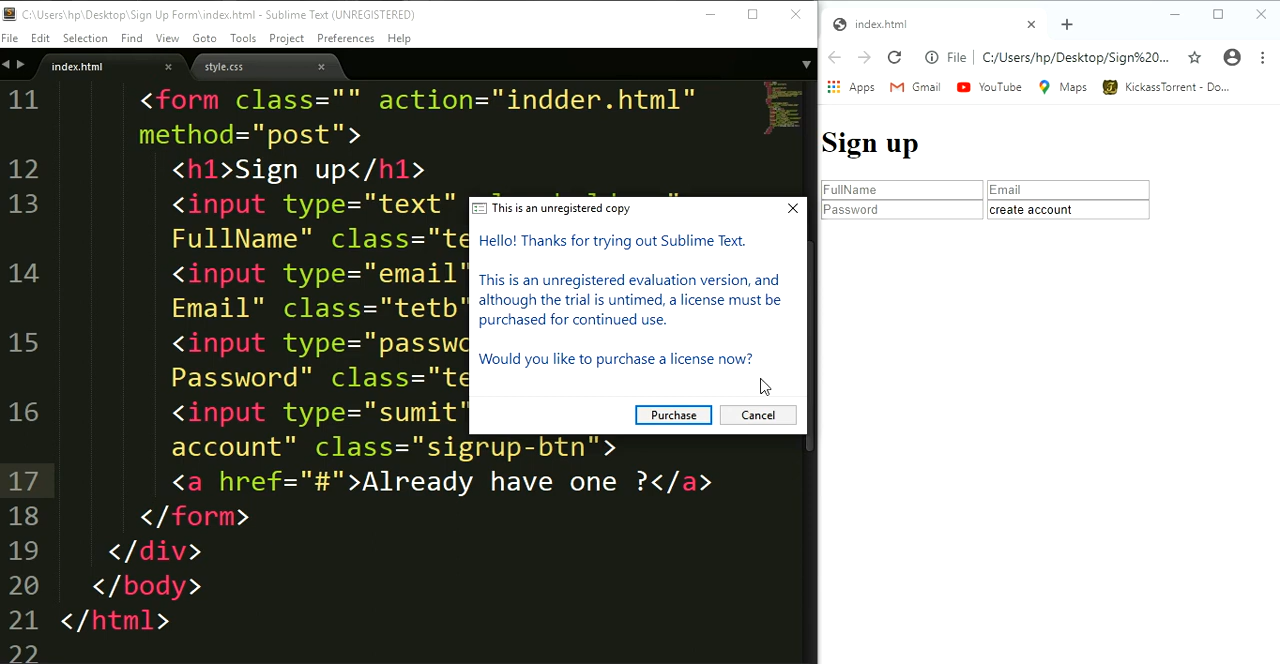 C:\Users\hp\Desktop\Sign Up Form\index.html - Sublime Text (UNREGISTERED)
File Edit Selection Find View Goto Tools Project Preferences Help
index.html
style.css
11 <form class="" action="indder.html"
method="post">
12 <h1>Sign up</h1>
13 <input type="text"
FullName" class="te
14 <input type="email"
Email" class="tetb"
15 <input type="passwo
Password" class="te
16 <input type="sumit"
account" class="sigrup-btn">
17 <a href="#">Already have one ?</a>
18 </form>
19 </div>
20 </body>
21 </html>
22
This is an unregistered copy
Hello! Thanks for trying out Sublime Text.
This is an unregistered evaluation version, and
although the trial is untimed, a license must be
purchased for continued use.
Would you like to purchase a license now?
Purchase Cancel
index.html
File C:/Users/hp/Desktop/Sign%20...
Apps Gmail YouTube Maps KickassTorrent - Do...
Sign up
FullName Email
Password create account